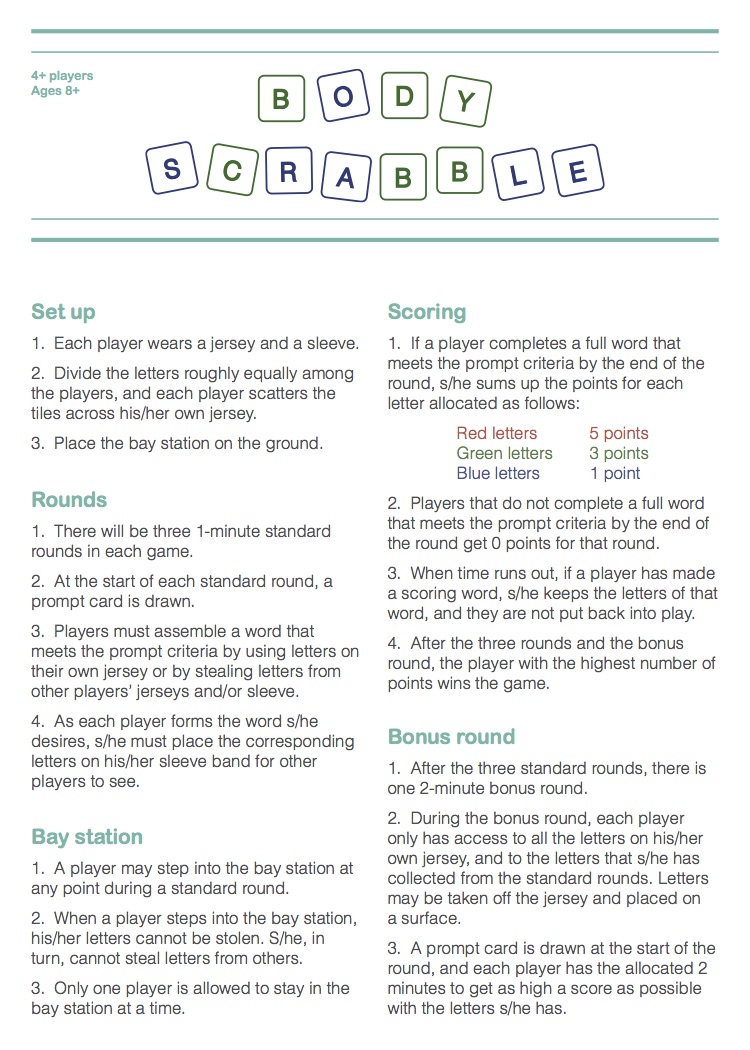 4+ players
Ages 8+
BODY
SCRABBLE
Set up
1. Each player wears a jersey and a sleeve.
2. Divide the letters roughly equally among
the players, and each player scatters the
tiles across his/her own jersey.
3. Place the bay station on the ground.
Rounds
1. There will be three 1-minute standard
rounds in each game.
2. At the start of each standard round, a
prompt card is drawn.
3. Players must assemble a word that
meets the prompt criteria by using letters on
their own jersey or by stealing letters from
other players' jerseys and/or sleeve.
4. As each player forms the word s/he
desires, s/he must place the corresponding
letters on his/her sleeve band for other
players to see.
Bay station
1. A player may step into the bay station at
any point during a standard round.
2. When a player steps into the bay station,
his/her letters cannot be stolen. S/he, in
turn, cannot steal letters from others.
3. Only one player is allowed to stay in the
bay station at a time.
Scoring
1. If a player completes a full word that
meets the prompt criteria by the end of the
round, s/he sums up the points for each
letter allocated as follows:
Red letters 5 points
Green letters 3 points
Blue letters 1 point
2. Players that do not complete a full word
that meets the prompt criteria by the end of
the round get 0 points for that round.
3. When time runs out, if a player has made
a scoring word, s/he keeps the letters of that
word, and they are not put back into play.
4. After the three rounds and the bonus
round, the player with the highest number of
points wins the game.
Bonus round
1. After the three standard rounds, there is
one 2-minute bonus round.
2. During the bonus round, each player
only has access to all the letters on his/her
own jersey, and to the letters that s/he has
collected from the standard rounds. Letters
may be taken off the jersey and placed on
a surface.
3. A prompt card is drawn at the start of the
round, and each player has the allocated 2
minutes to get as high a score as possible
with the letters s/he has.